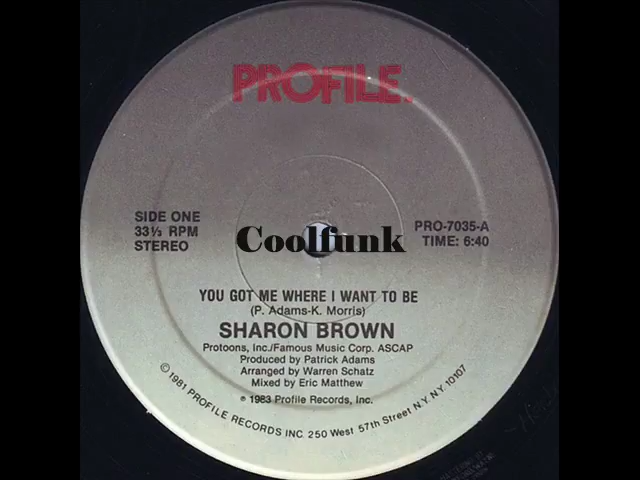 PROFILE.
SIDE ONE
33⅓ RPM
STEREO
PRO-7035-A
TIME: 6:40
Coolfunk
YOU GOT ME WHERE I WANT TO BE
(P. Adams-K. Morris)
SHARON BROWN
Protoons, Inc./Famous Music Corp. ASCAP
Produced by Patrick Adams
Arranged by Warren Schatz
Mixed by Eric Matthew
℗ 1983 Profile Records, Inc.
© 1981 PROFILE RECORDS INC. 250 West 57th Street N.Y. N.Y. 10107